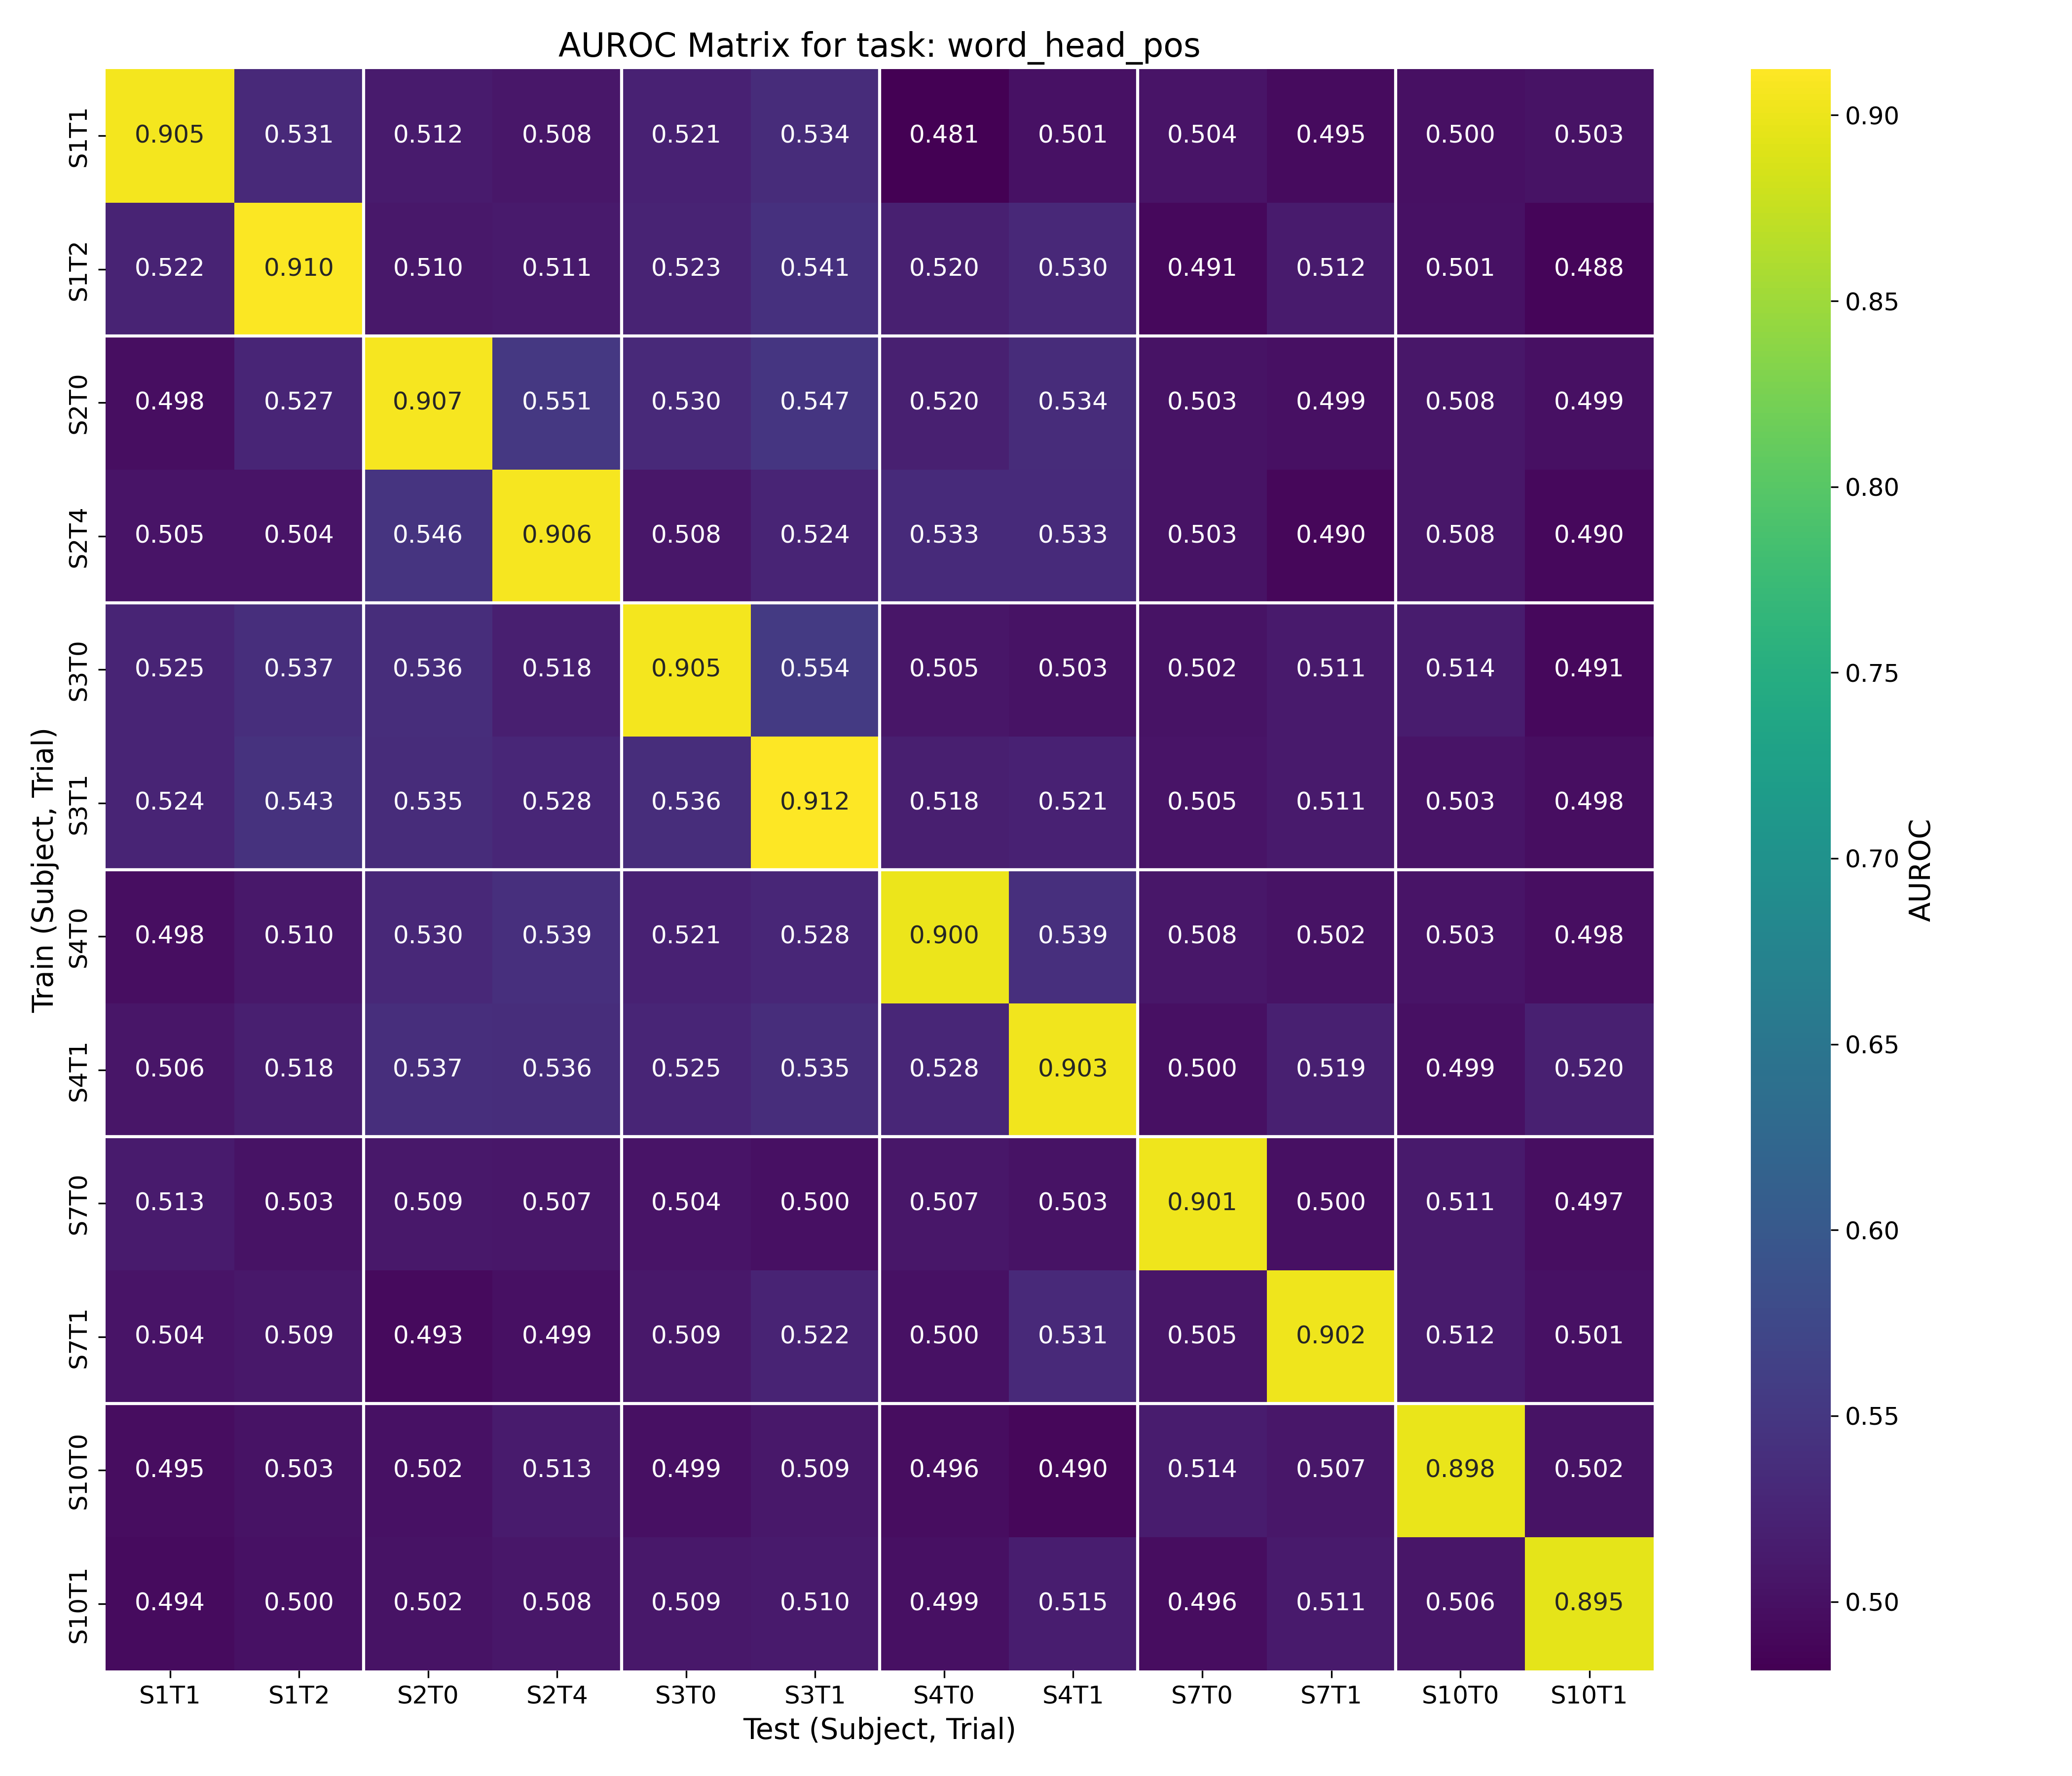 AUROC Matrix for task: word_head_pos
S1T1 0.905 0.531 0.512 0.508 0.521 0.534 0.481 0.501 0.504 0.495 0.500 0.503
S1T2 0.522 0.910 0.510 0.511 0.523 0.541 0.520 0.530 0.491 0.512 0.501 0.488
S2T0 0.498 0.527 0.907 0.551 0.530 0.547 0.520 0.534 0.503 0.499 0.508 0.499
S2T4 0.505 0.504 0.546 0.906 0.508 0.524 0.533 0.533 0.503 0.490 0.508 0.490
S3T0 0.525 0.537 0.536 0.518 0.905 0.554 0.505 0.503 0.502 0.511 0.514 0.491
S3T1 0.524 0.543 0.535 0.528 0.536 0.912 0.518 0.521 0.505 0.511 0.503 0.498
S4T0 0.498 0.510 0.530 0.539 0.521 0.528 0.900 0.539 0.508 0.502 0.503 0.498
S4T1 0.506 0.518 0.537 0.536 0.525 0.535 0.528 0.903 0.500 0.519 0.499 0.520
S7T0 0.513 0.503 0.509 0.507 0.504 0.500 0.507 0.503 0.901 0.500 0.511 0.497
S7T1 0.504 0.509 0.493 0.499 0.509 0.522 0.500 0.531 0.505 0.902 0.512 0.501
S10T0 0.495 0.503 0.502 0.513 0.499 0.509 0.496 0.490 0.514 0.507 0.898 0.502
S10T1 0.494 0.500 0.502 0.508 0.509 0.510 0.499 0.515 0.496 0.511 0.506 0.895
S1T1 S1T2 S2T0 S2T4 S3T0 S3T1 S4T0 S4T1 S7T0 S7T1 S10T0 S10T1
Test (Subject, Trial)
Train (Subject, Trial)
0.90
0.85
0.80
0.75
0.70
0.65
0.60
0.55
0.50
AUROC